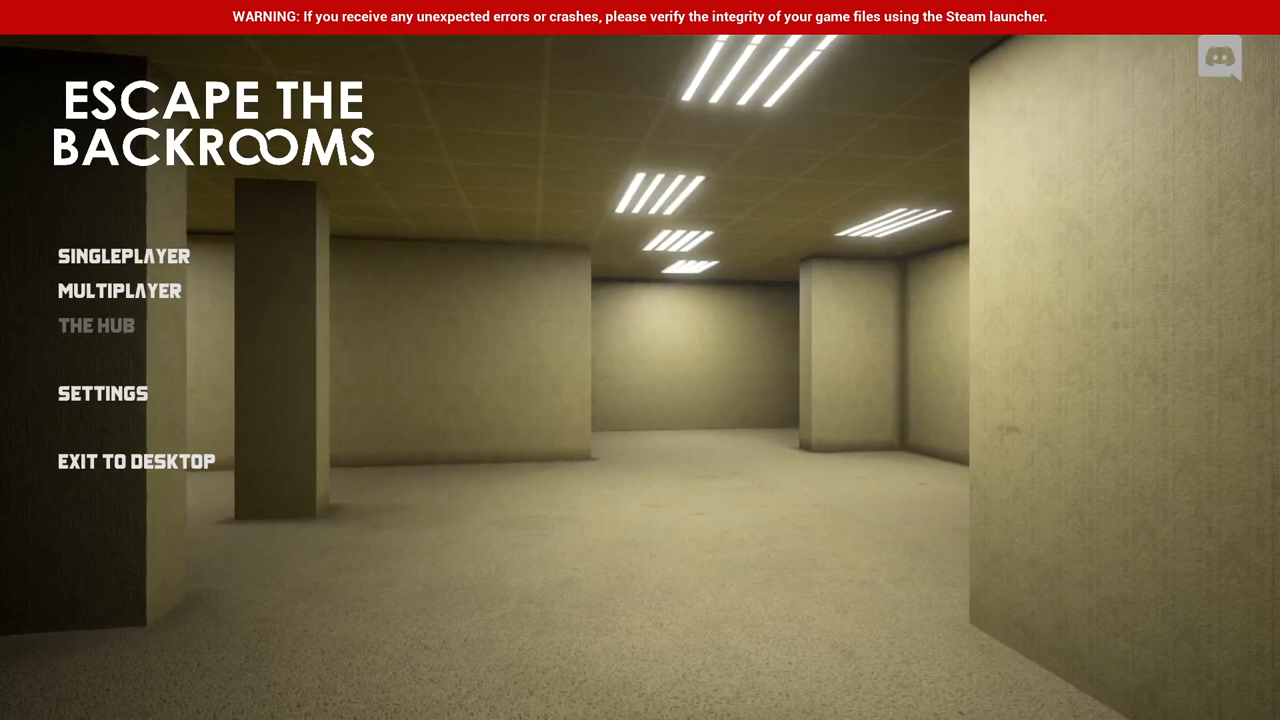 WARNING: If you receive any unexpected errors or crashes, please verify the integrity of your game files using the Steam launcher.
ESCAPE THE
BACKROOMS
SINGLEPLAYER
MULTIPLAYER
THE HUB
SETTINGS
EXIT TO DESKTOP